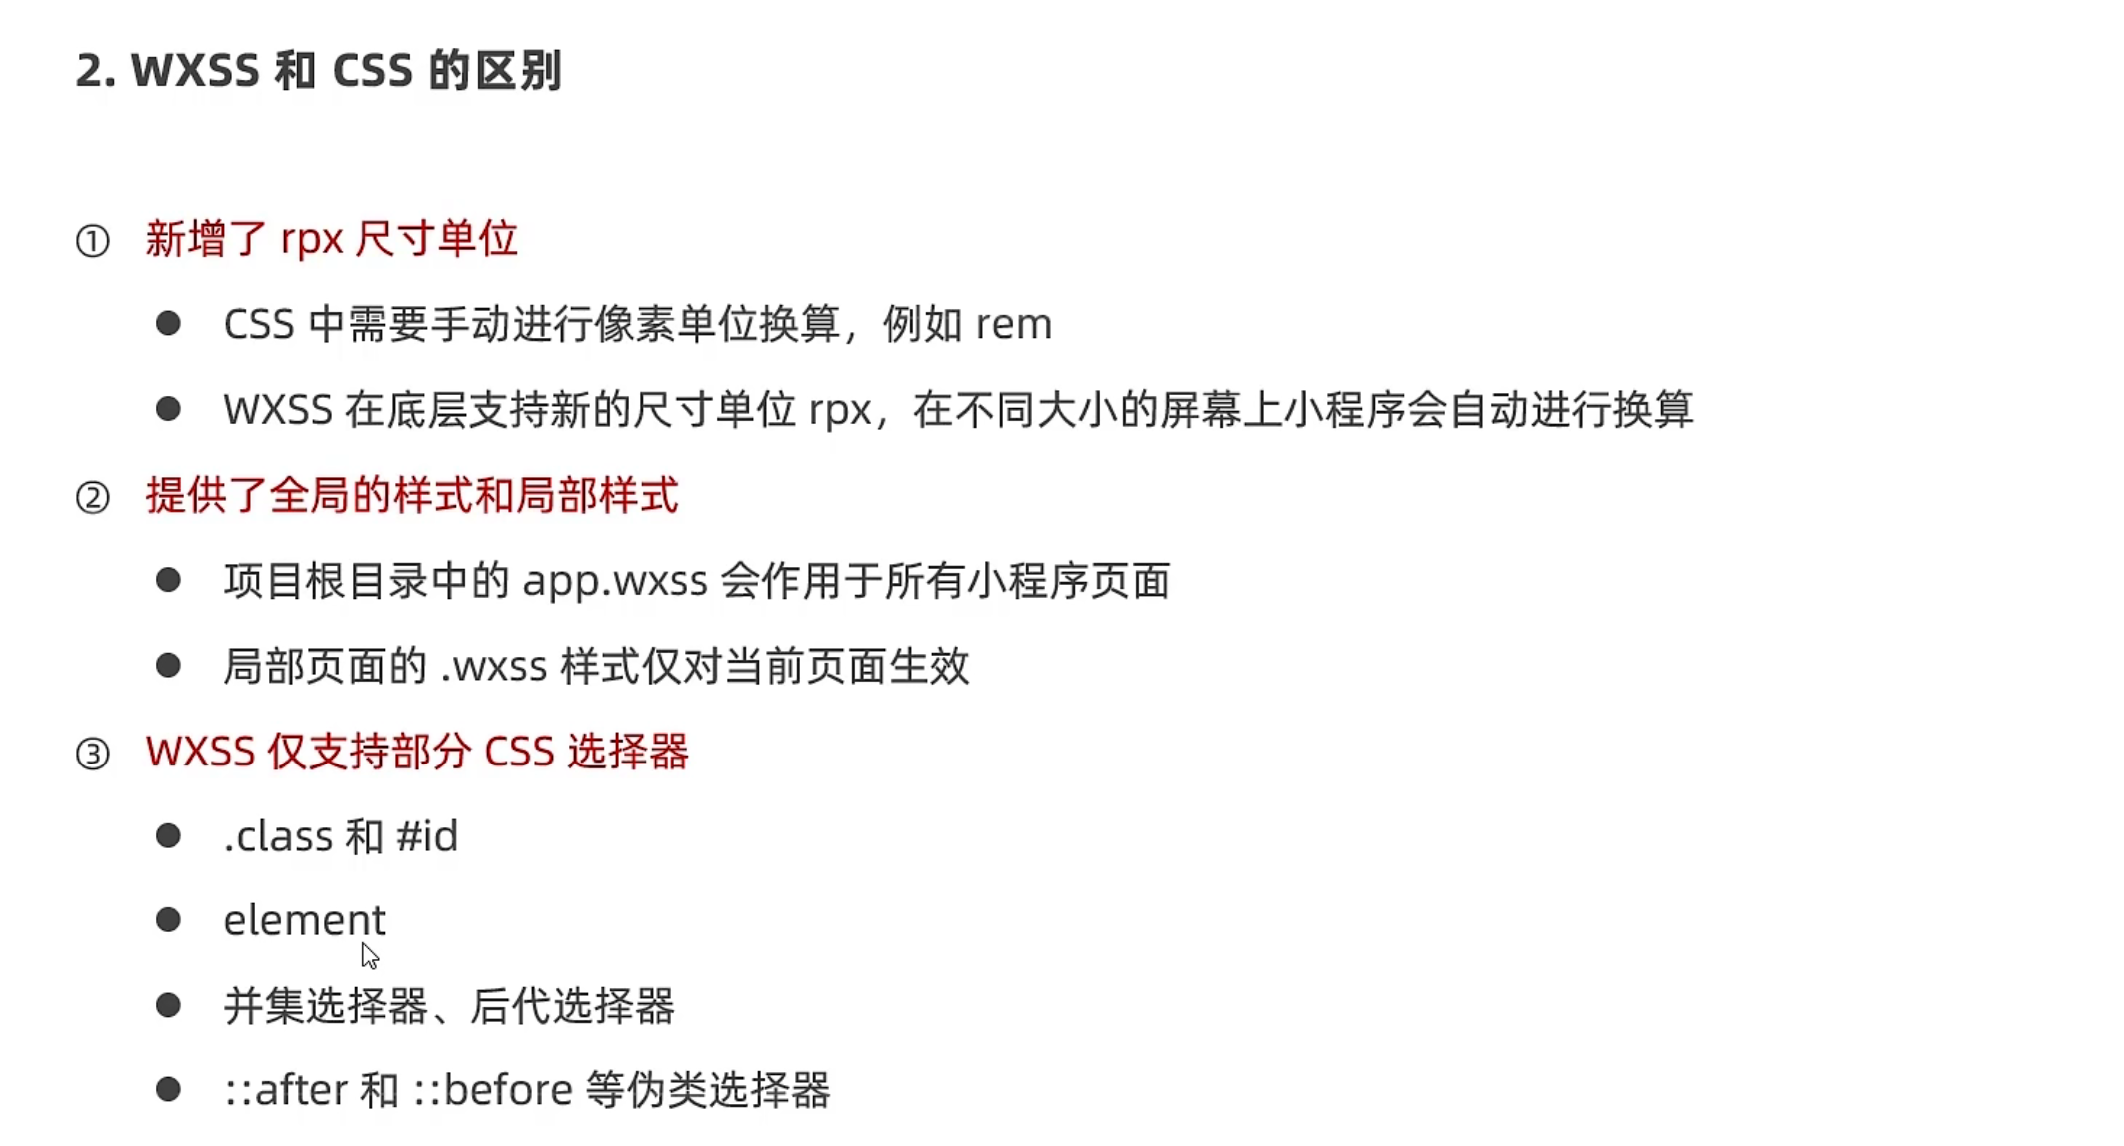 2. WXSS 和 CSS 的区别
① 新增了 rpx 尺寸单位
● CSS 中需要手动进行像素单位换算，例如 rem
● WXSS 在底层支持新的尺寸单位 rpx，在不同大小的屏幕上小程序会自动进行换算
② 提供了全局的样式和局部样式
● 项目根目录中的 app.wxss 会作用于所有小程序页面
● 局部页面的 .wxss 样式仅对当前页面生效
③ WXSS 仅支持部分 CSS 选择器
● .class 和 #id
● element
● 并集选择器、后代选择器
● ::after 和 ::before 等伪类选择器